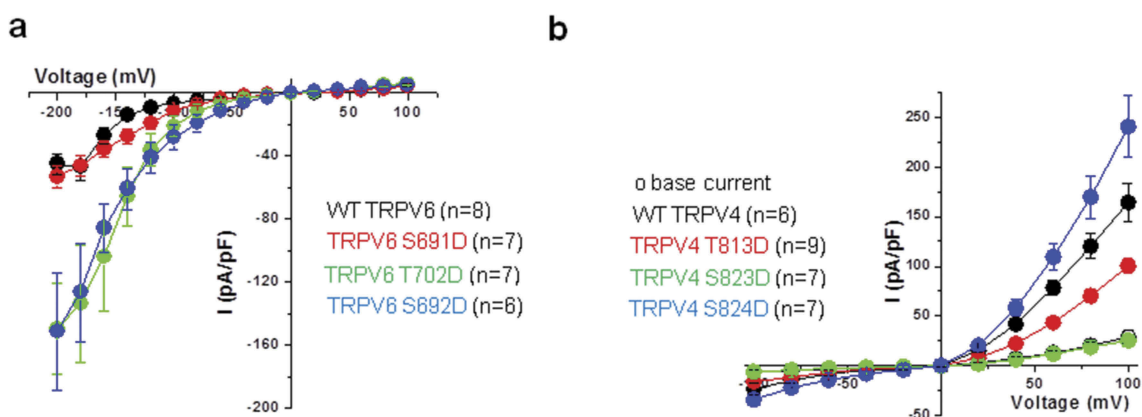 a
b
Voltage (mV)
-200
-150
50
100
-40
-80
-120
-160
-200
I (pA/pF)
WT TRPV6 (n=8)
TRPV6 S691D (n=7)
TRPV6 T702D (n=7)
TRPV6 S692D (n=6)
o base current
WT TRPV4 (n=6)
TRPV4 T813D (n=9)
TRPV4 S823D (n=7)
TRPV4 S824D (n=7)
I (pA/pF)
250
200
150
100
50
-50
50
100
Voltage (mV)
-50